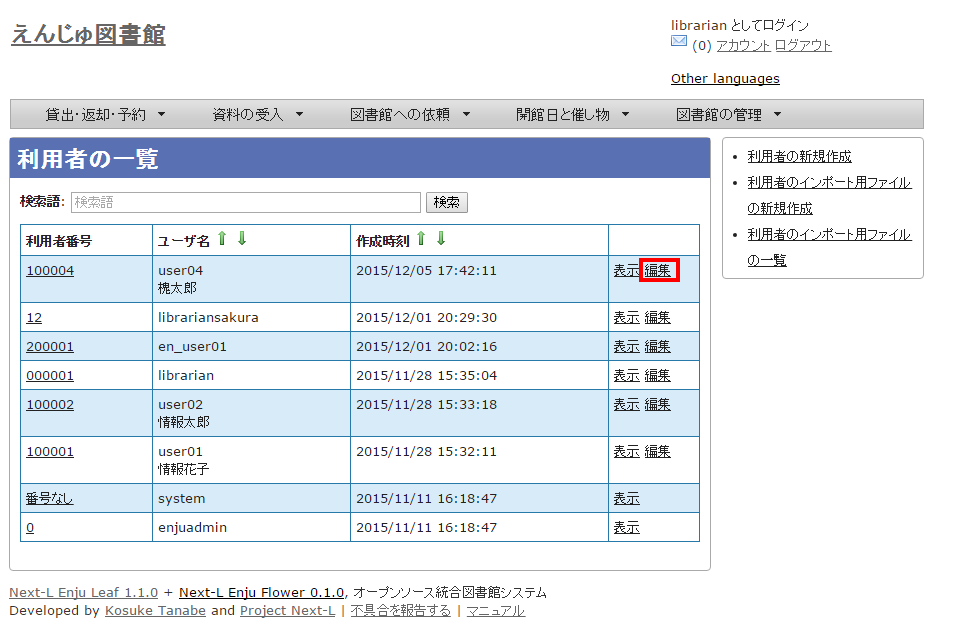 えんじゅ図書館
librarian としてログイン
(0) アカウント ログアウト
Other languages
貸出・返却・予約 ▼ 資料の受入 ▼ 図書館への依頼 ▼ 開館日と催し物 ▼ 図書館の管理 ▼
利用者の一覧
検索語: 検索語 検索
利用者番号 ユーザ名 作成時刻
100004 user04 2015/12/05 17:42:11 表示 編集
槐太郎
12 librariansakura 2015/12/01 20:29:30 表示 編集
200001 en_user01 2015/12/01 20:02:16 表示 編集
000001 librarian 2015/11/28 15:35:04 表示 編集
100002 user02 2015/11/28 15:33:18 表示 編集
情報太郎
100001 user01 2015/11/28 15:32:11 表示 編集
情報花子
番号なし system 2015/11/11 16:18:47 表示
0 enjuadmin 2015/11/11 16:18:47 表示
• 利用者の新規作成
• 利用者のインポート用ファイル
の新規作成
• 利用者のインポート用ファイル
の一覧
Next-L Enju Leaf 1.1.0 + Next-L Enju Flower 0.1.0, オープンソース統合図書館システム
Developed by Kosuke Tanabe and Project Next-L | 不具合を報告する | マニュアル